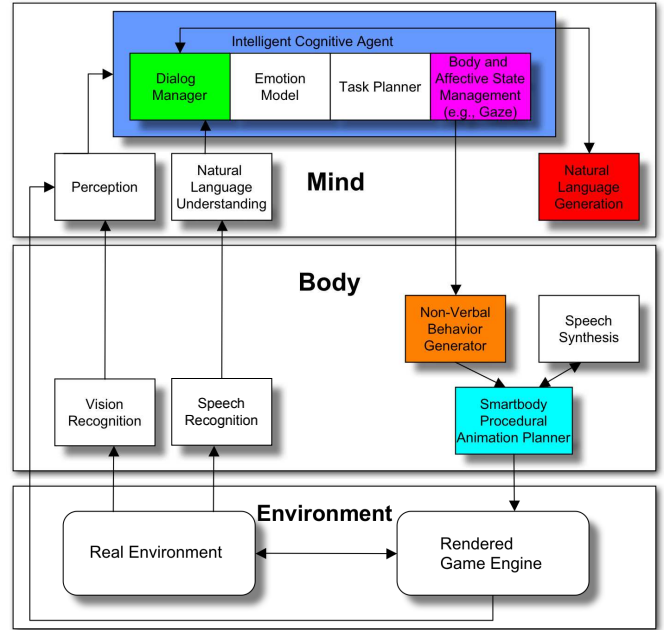 Intelligent Cognitive Agent
Dialog
Manager
Emotion
Model
Task Planner
Body and
Affective State
Management
(e.g., Gaze)
Perception
Natural
Language
Understanding
Mind
Natural
Language
Generation
Body
Non-Verbal
Behavior
Generator
Speech
Synthesis
Vision
Recognition
Speech
Recognition
Smartbody
Procedural
Animation Planner
Environment
Real Environment
Rendered
Game Engine